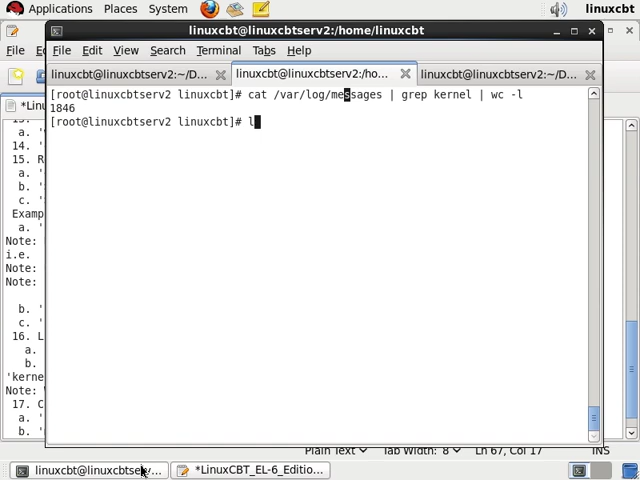 Applications Places System linuxcbt
linuxcbt@linuxcbtserv2:/home/linuxcbt
File Edit View Search Terminal Tabs Help
File
linuxcbt@linuxcbtserv2:~/D... linuxcbt@linuxcbtserv2:/ho... linuxcbt@linuxcbtserv2:~/D...
[root@linuxcbtserv2 linuxcbt]# cat /var/log/messages | grep kernel | wc -l
1846
[root@linuxcbtserv2 linuxcbt]# l
*Linu
a. '
14. '
15. R
a. '
b. '
c. '
Examp
a. '
Note:
i.e.
Note:
Note:
b. '
c. '
16. L
a.
b.
'kerne
Note:
17. C
a. '
b. '
Plain Text Tab Width: 8 Ln 67, Col 17 INS
linuxcbt@linuxcbtserv... *LinuxCBT_EL-6_Editio...